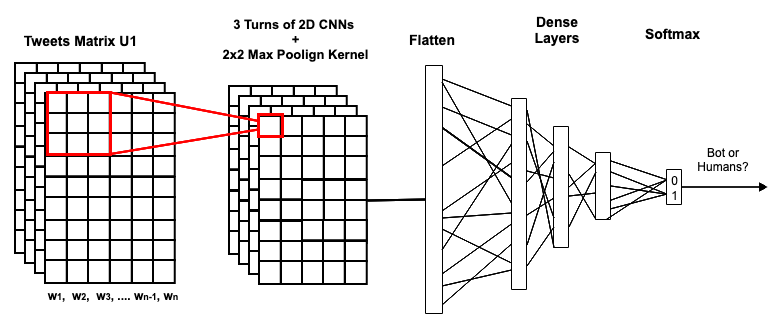 Tweets Matrix U1
3 Turns of 2D CNNs
+
2x2 Max Poolign Kernel
Flatten
Dense
Layers
Softmax
0
1
Bot or
Humans?
W1, W2, W3, .... Wn-1, Wn